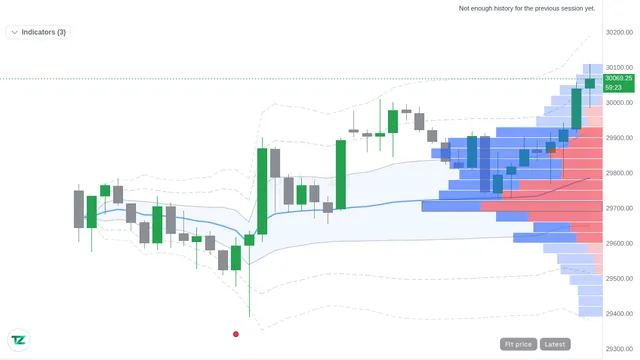 Not enough history for the previous session yet.
Indicators (3)
30200.00
30100.00
30069.25
59:23
30000.00
29900.00
29800.00
29700.00
29600.00
29500.00
29400.00
29300.00
Fit price
Latest
TZ